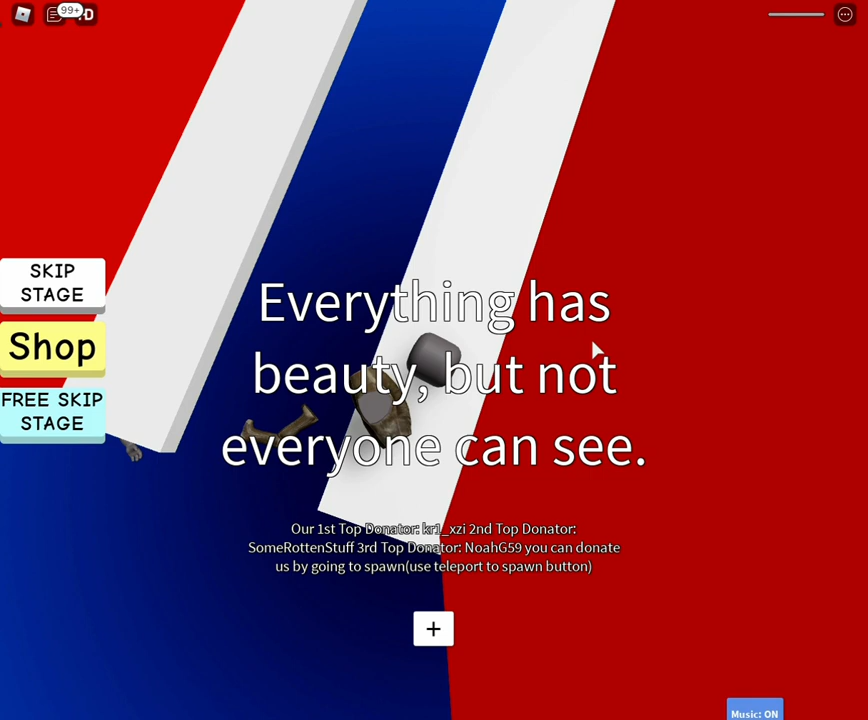 99+
SKIP
STAGE
Shop
FREE SKIP
STAGE
Everything has
beauty, but not
everyone can see.
Our 1st Top Donator: kr1_xzi 2nd Top Donator:
SomeRottenStuff 3rd Top Donator: NoahG59 you can donate
us by going to spawn(use teleport to spawn button)
+
Music: ON